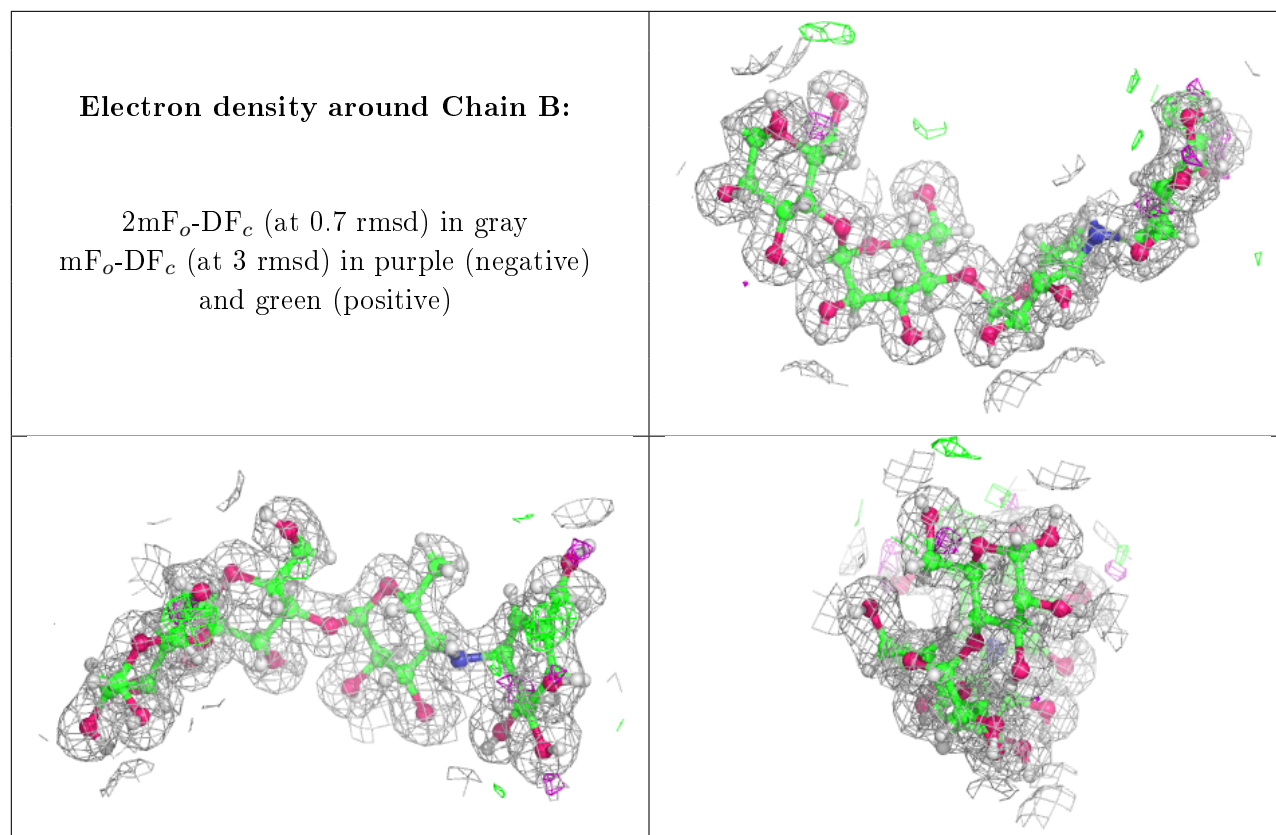 Electron density around Chain B:
2mFₒ-DF𝒸 (at 0.7 rmsd) in gray
mFₒ-DF𝒸 (at 3 rmsd) in purple (negative)
and green (positive)